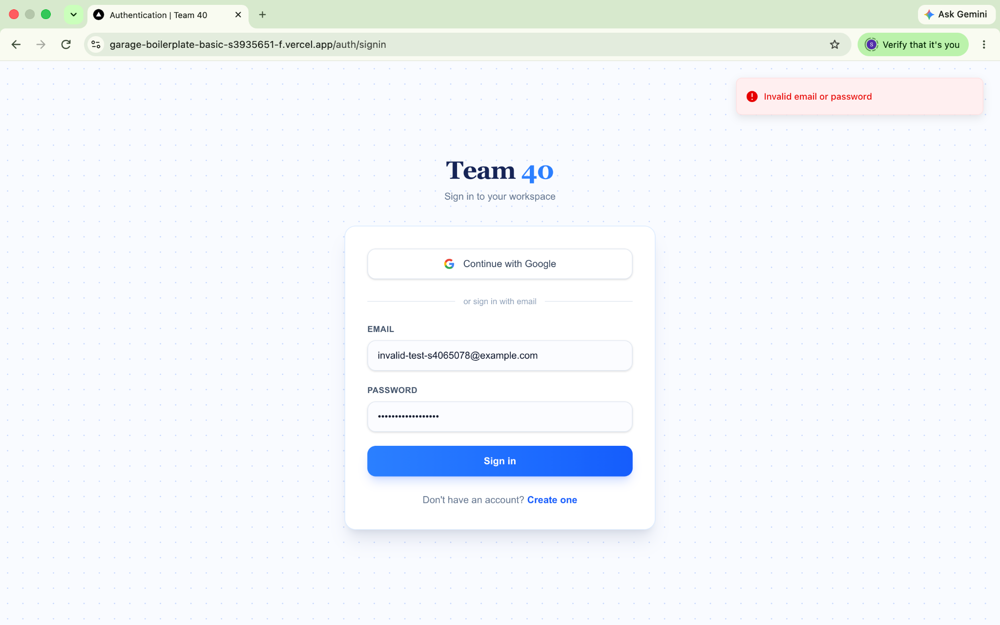 Authentication | Team 40
Ask Gemini
garage-boilerplate-basic-s3935651-f.vercel.app/auth/signin
S
Verify that it's you
Invalid email or password
Team 40
Sign in to your workspace
Continue with Google
or sign in with email
EMAIL
invalid-test-s4065078@example.com
PASSWORD
••••••••••••••••••
Sign in
Don't have an account? Create one